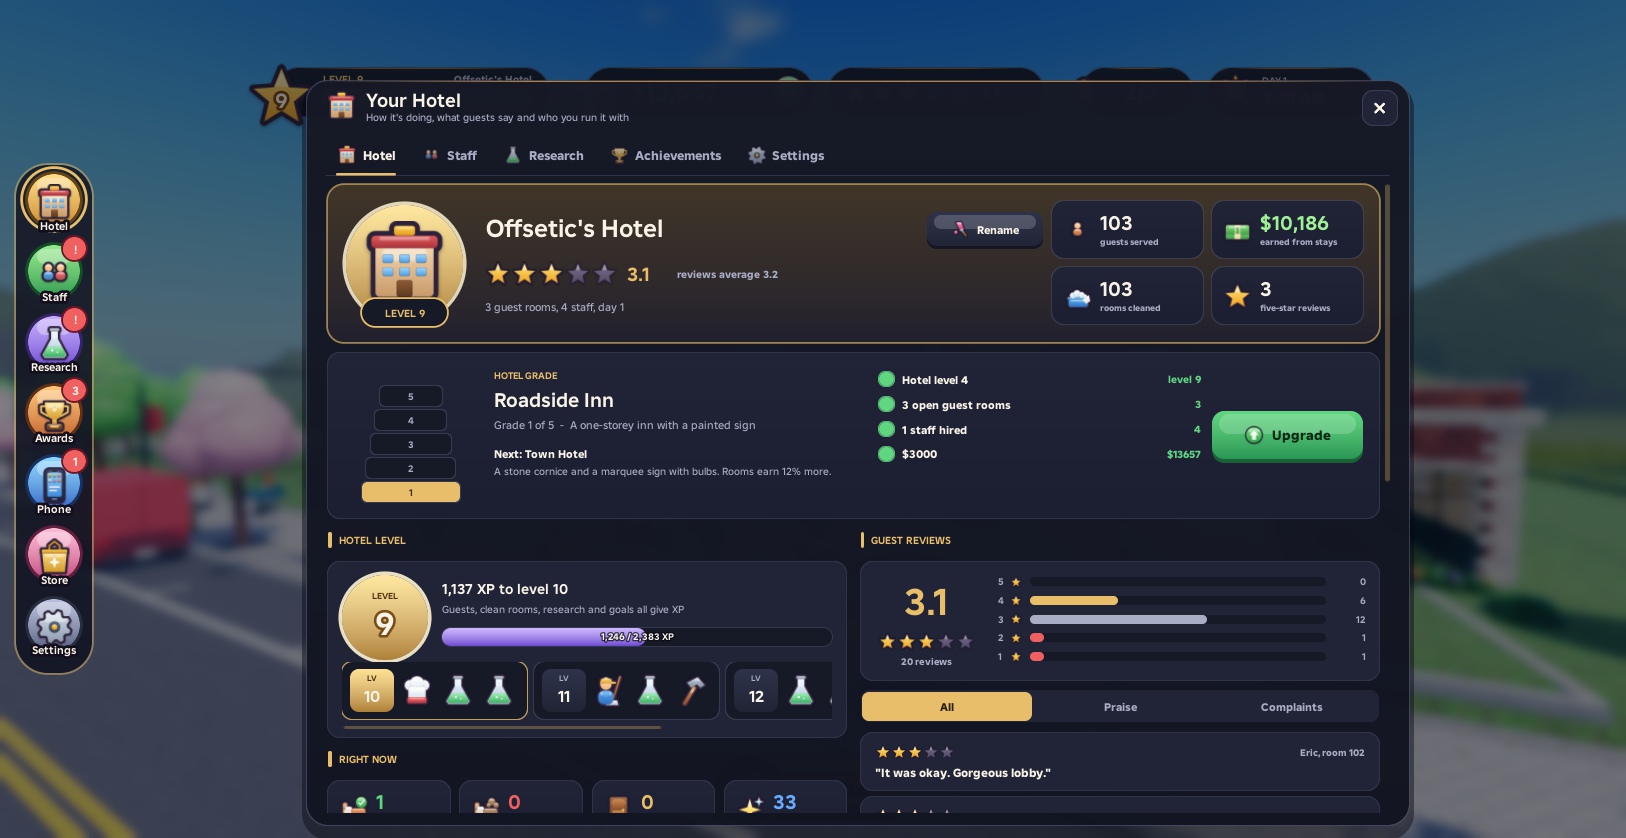 LEVEL 9
Offsetic's Hotel
DAY 1
9
Your Hotel
How it's doing, what guests say and who you run it with
Hotel
Staff
Research
Achievements
Settings
Hotel
!
Staff
!
Research
3
Awards
1
Phone
Store
Settings
LEVEL 9
Offsetic's Hotel
3.1
reviews average 3.2
3 guest rooms, 4 staff, day 1
Rename
103
guests served
$10,186
earned from stays
103
rooms cleaned
3
five-star reviews
5
4
3
2
1
HOTEL GRADE
Roadside Inn
Grade 1 of 5 - A one-storey inn with a painted sign
Next: Town Hotel
A stone cornice and a marquee sign with bulbs. Rooms earn 12% more.
Hotel level 4 level 9
3 open guest rooms 3
1 staff hired 4
$3000 $13657
Upgrade
HOTEL LEVEL
LEVEL
9
1,137 XP to level 10
Guests, clean rooms, research and goals all give XP
1,246 / 2,383 XP
LV
10
LV
11
LV
12
RIGHT NOW
1
0
0
33
GUEST REVIEWS
3.1
20 reviews
5 0
4 6
3 12
2 1
1 1
All
Praise
Complaints
Eric, room 102
"It was okay. Gorgeous lobby."